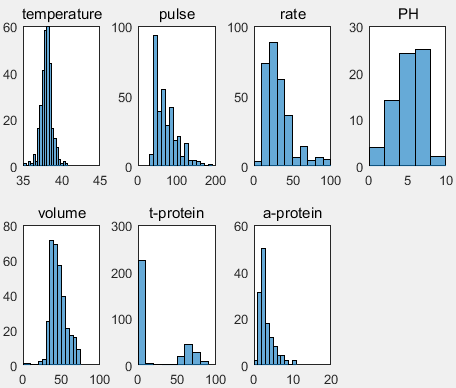 temperature pulse rate PH
60 100 100 30
40 20
50 50
20 10
0 0 0 0
35 40 45 0 100 200 0 50 100 0 5 10
volume t-protein a-protein
80 300 60
60 200 40
40
100 20
20
0 0 0
0 50 100 0 50 100 0 10 20